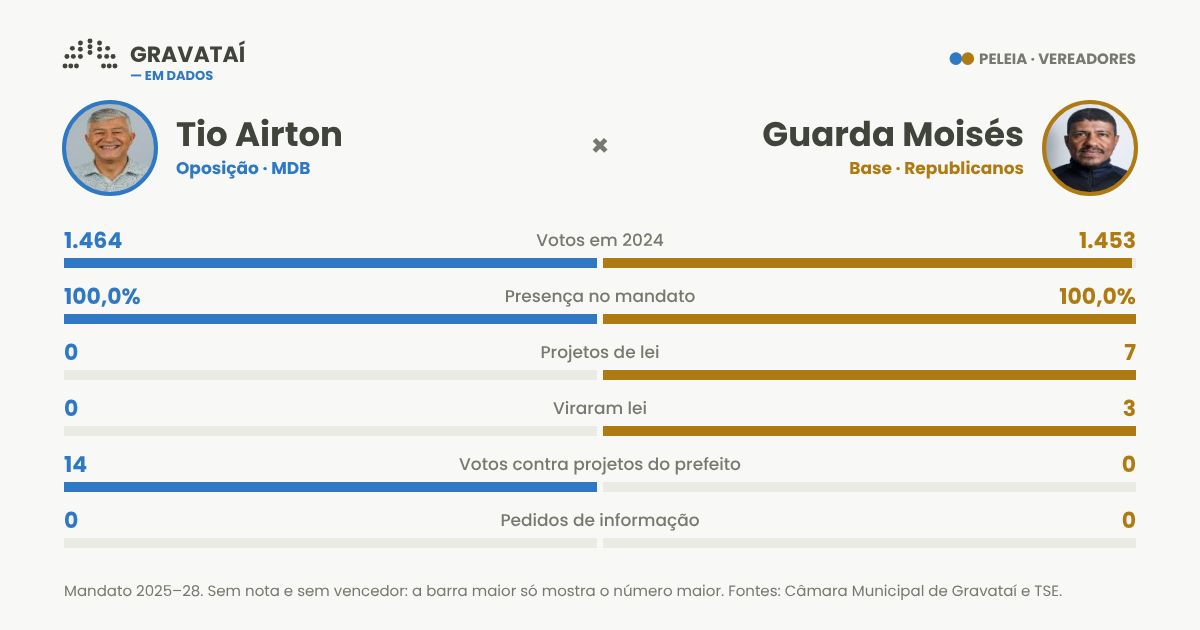 GRAVATAÍ
— EM DADOS
PELEIA · VEREADORES
Tio Airton
Oposição · MDB
×
Guarda Moisés
Base · Republicanos
1.464 Votos em 2024 1.453
100,0% Presença no mandato 100,0%
0 Projetos de lei 7
0 Viraram lei 3
14 Votos contra projetos do prefeito 0
0 Pedidos de informação 0
Mandato 2025–28. Sem nota e sem vencedor: a barra maior só mostra o número maior. Fontes: Câmara Municipal de Gravataí e TSE.